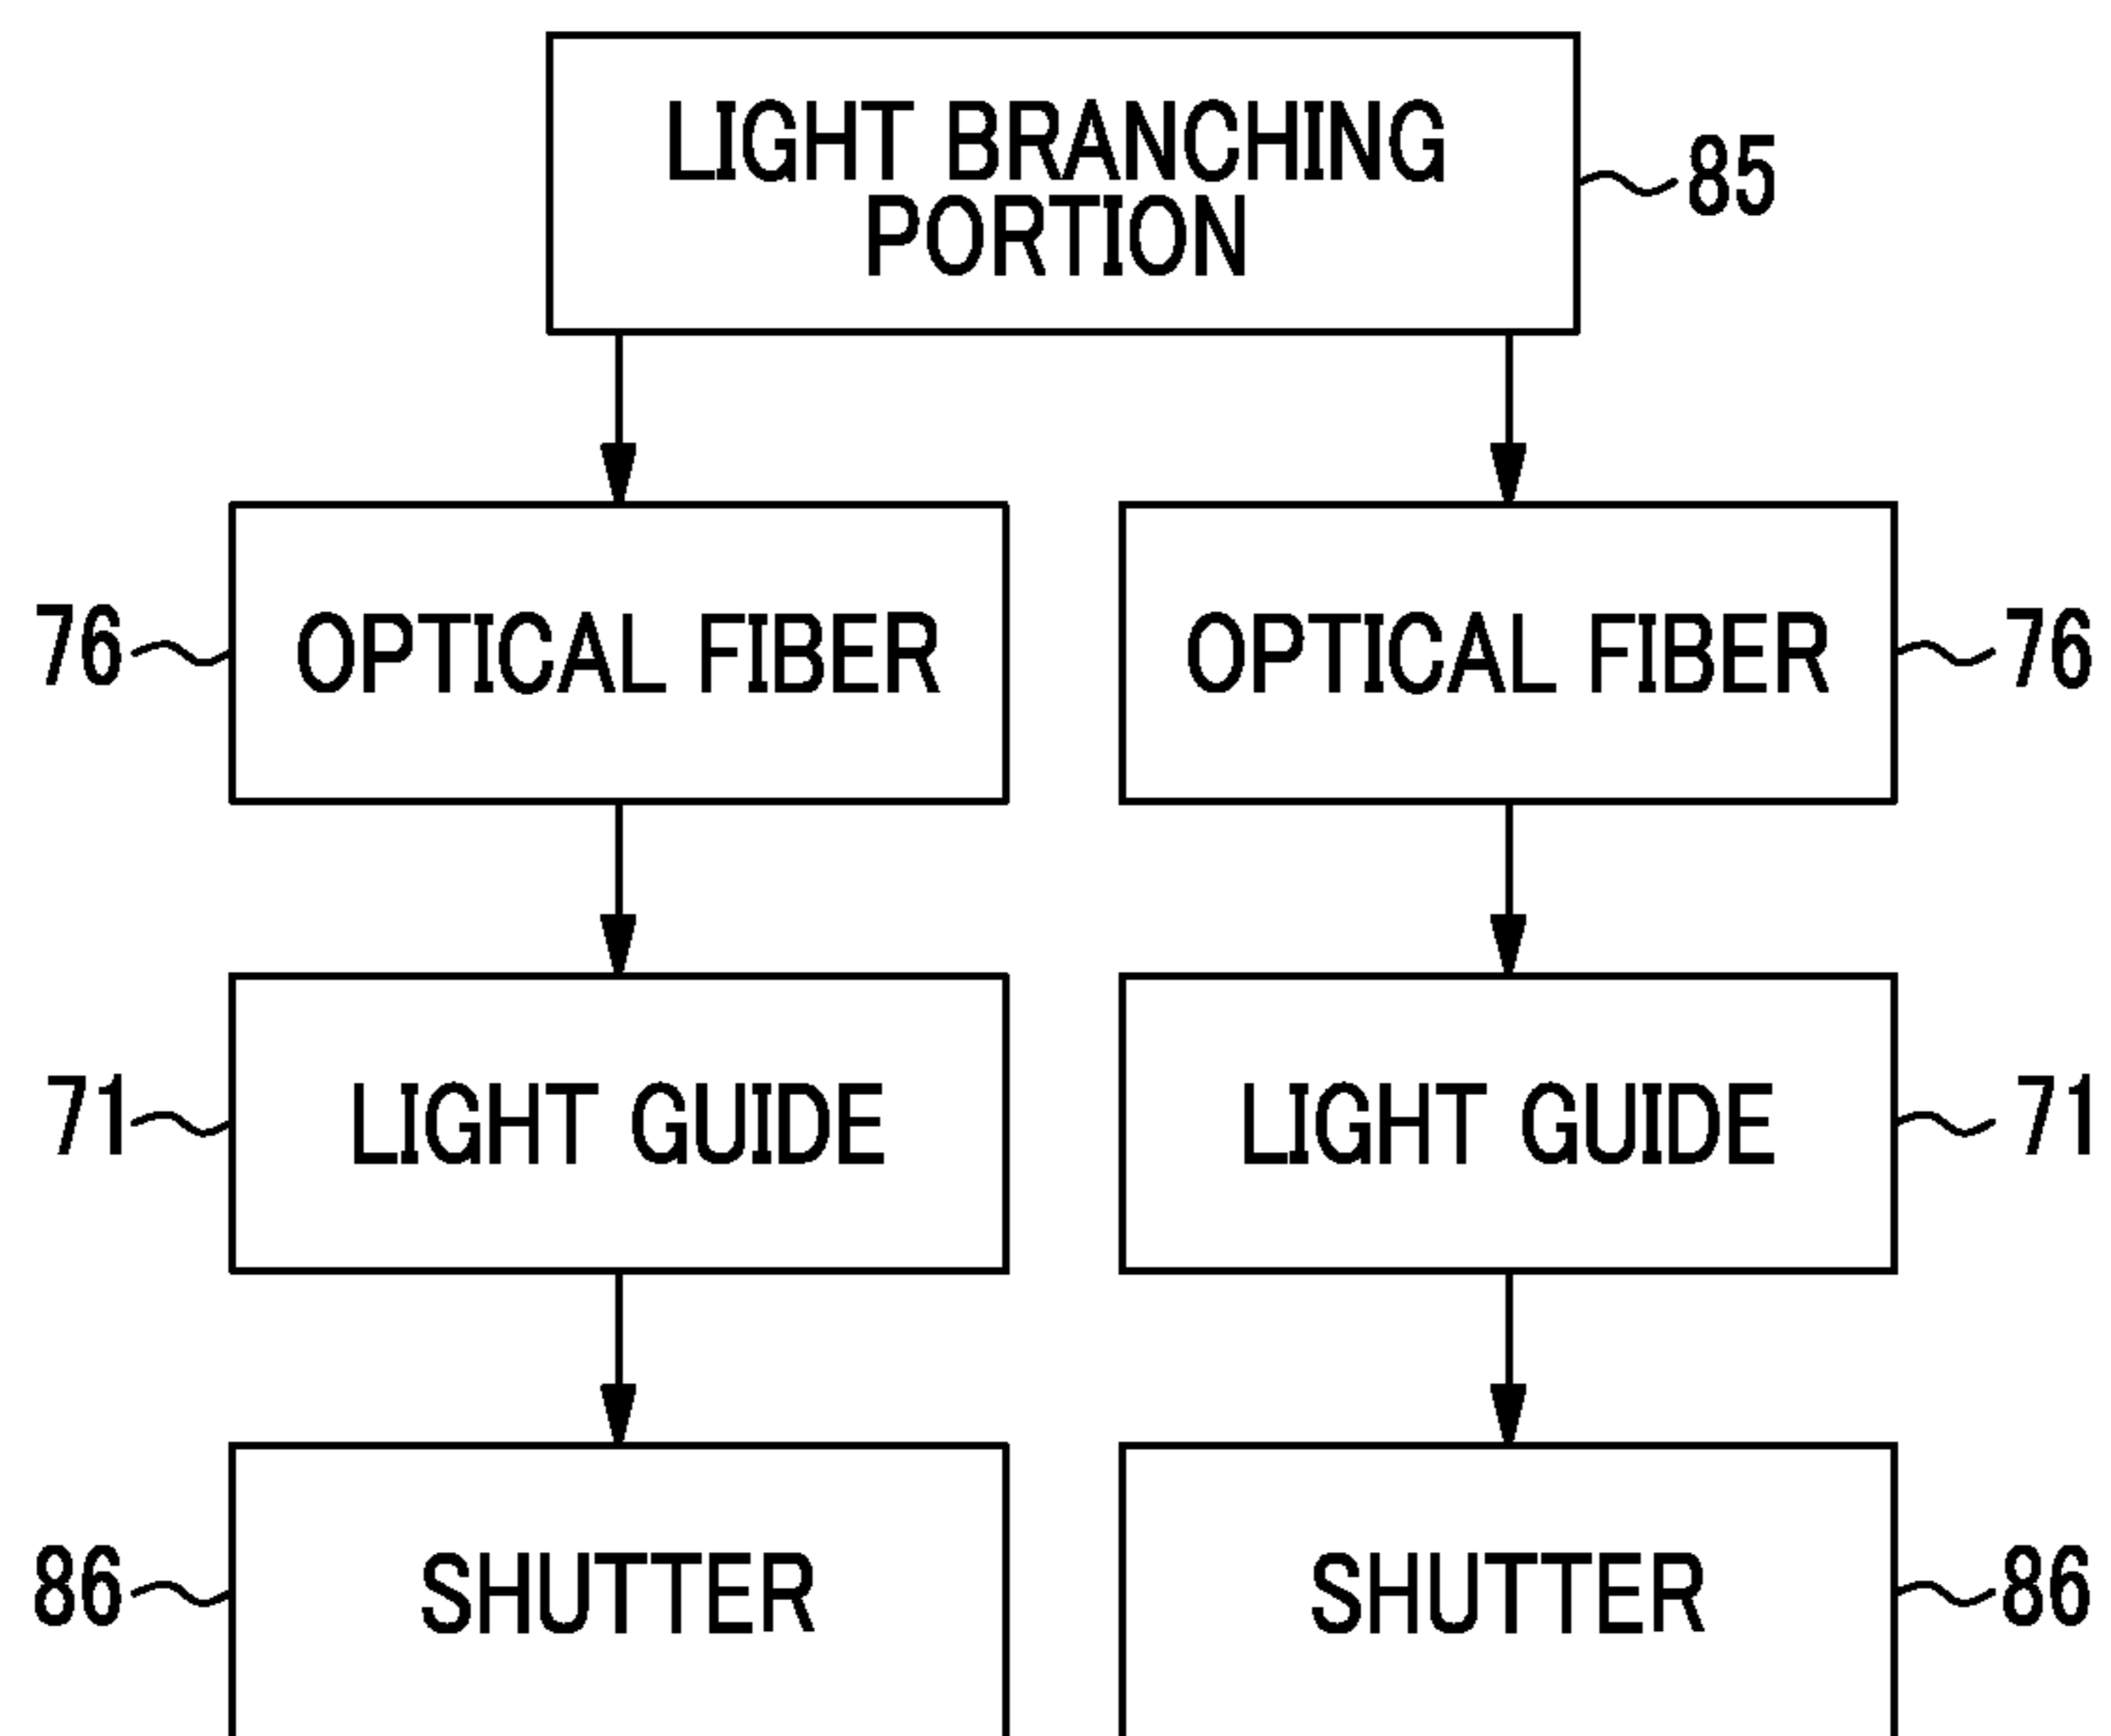 LIGHT BRANCHING
PORTION
85
76
OPTICAL FIBER
OPTICAL FIBER
76
71
LIGHT GUIDE
LIGHT GUIDE
71
86
SHUTTER
SHUTTER
86